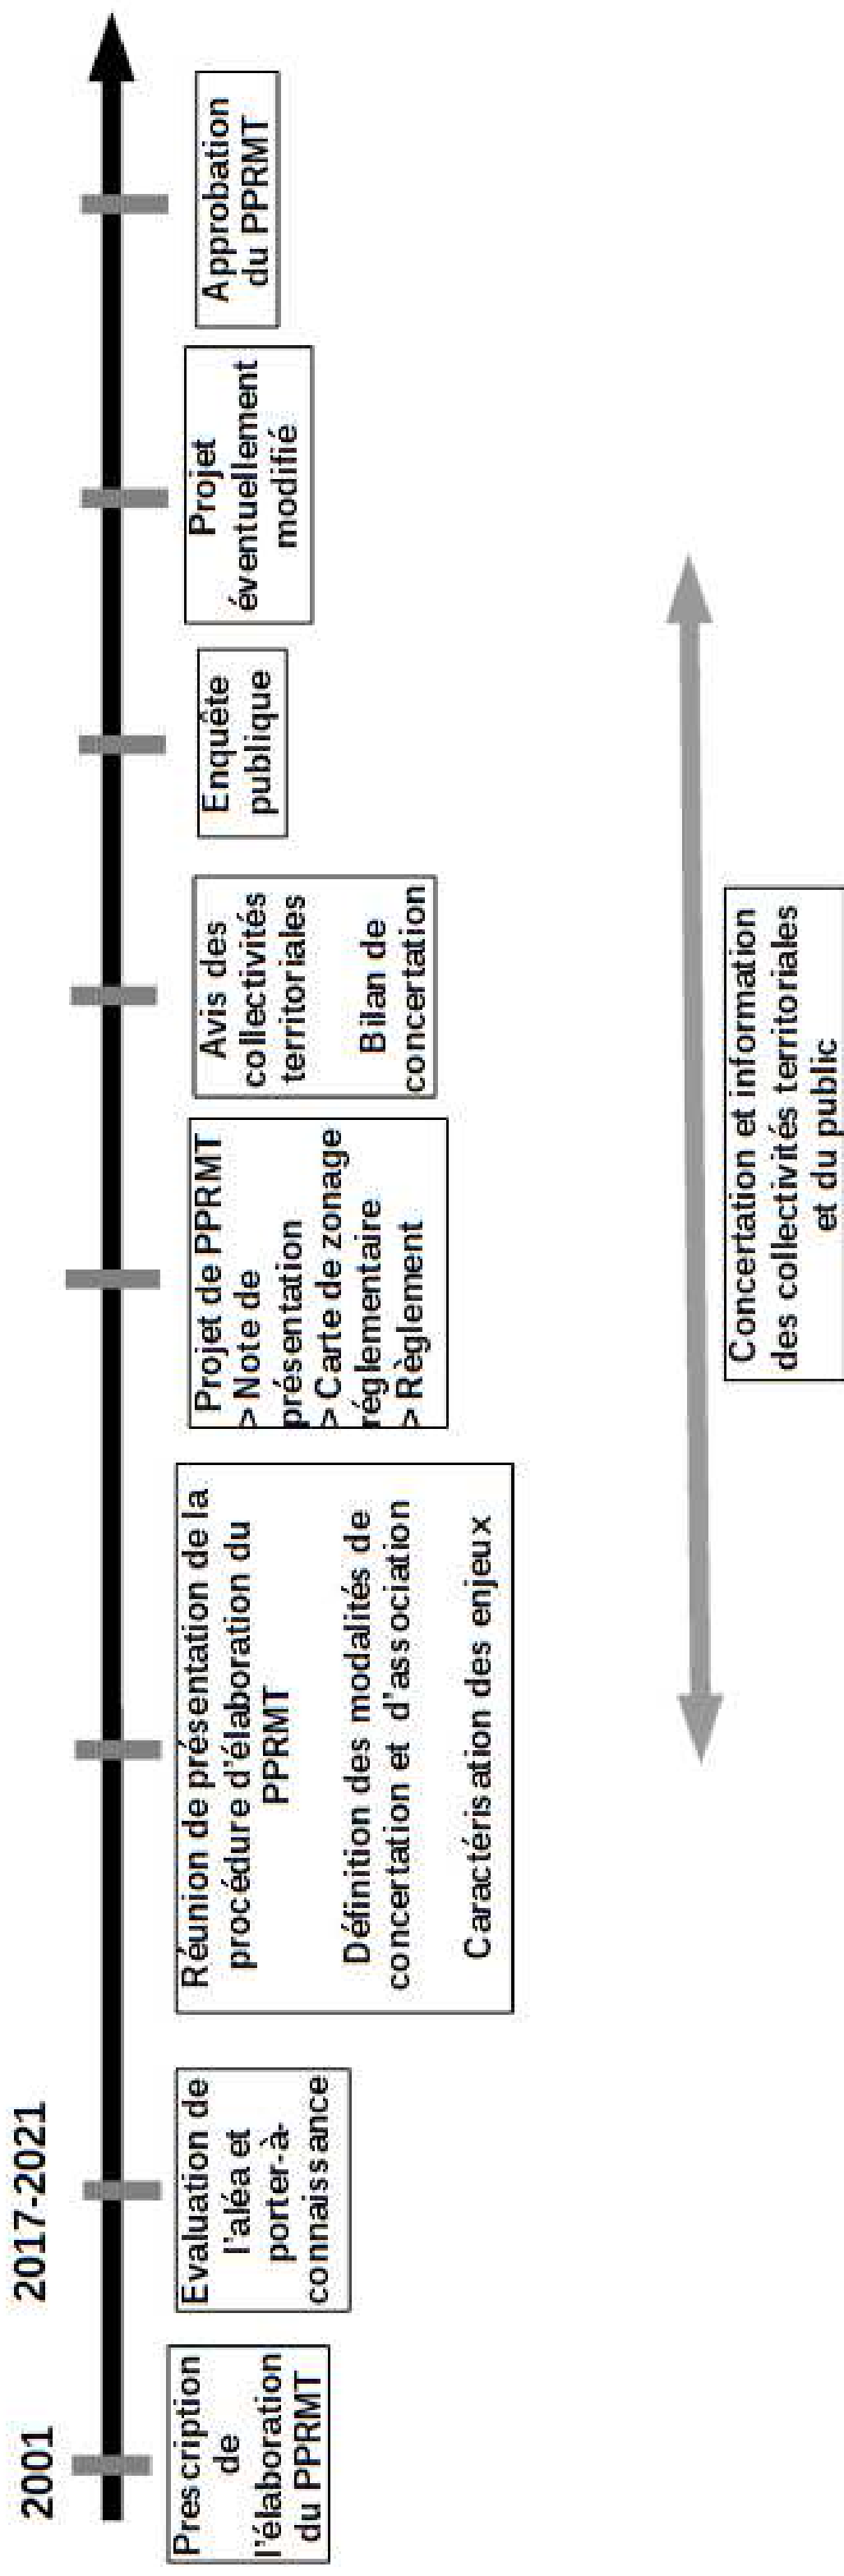 2001
2017-2021
Prescription
de
l'élaboration
du PPRMT
Evaluation de
l'aléa et
porter-à-
connaissance
Réunion de présentation de la
procédure d'élaboration du
PPRMT
Définition des modalités de
concertation et d'association
Caractérisation des enjeux
Projet de PPRMT
> Note de
présentation
> Carte de zonage
réglementaire
> Règlement
Avis des
collectivités
territoriales
Bilan de
concertation
Enquête
publique
Projet
éventuellement
modifié
Approbation
du PPRMT
Concertation et information
des collectivités territoriales
et du public